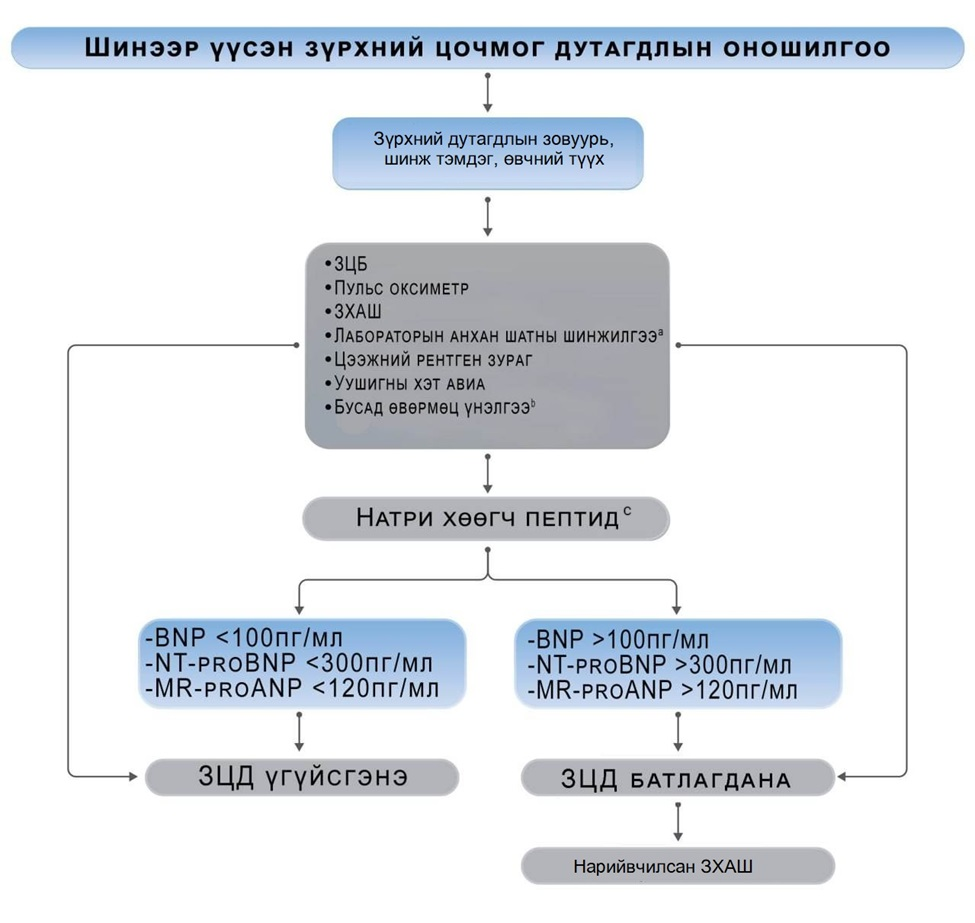 Шинээр үүсэн зүрхний цочмог дутагдлын оношилгоо
Зүрхний дутагдлын зовуурь,
шинж тэмдэг, өвчний түүх
•ЗЦБ
•Пульс оксиметр
•ЗХАШ
•Лабораторын анхан шатны шинжилгээᵃ
•Цээжний рентген зураг
•Уушигны хэт авиа
•Бусад өвөрмөц үнэлгээᵇ
Натри хөөгч пептид ᶜ
-BNP <100пг/мл
-NT-proBNP <300пг/мл
-MR-proANP <120пг/мл
-BNP >100пг/мл
-NT-proBNP >300пг/мл
-MR-proANP >120пг/мл
ЗЦД үгүйсгэнэ
ЗЦД батлагдана
Нарийвчилсан ЗХАШ